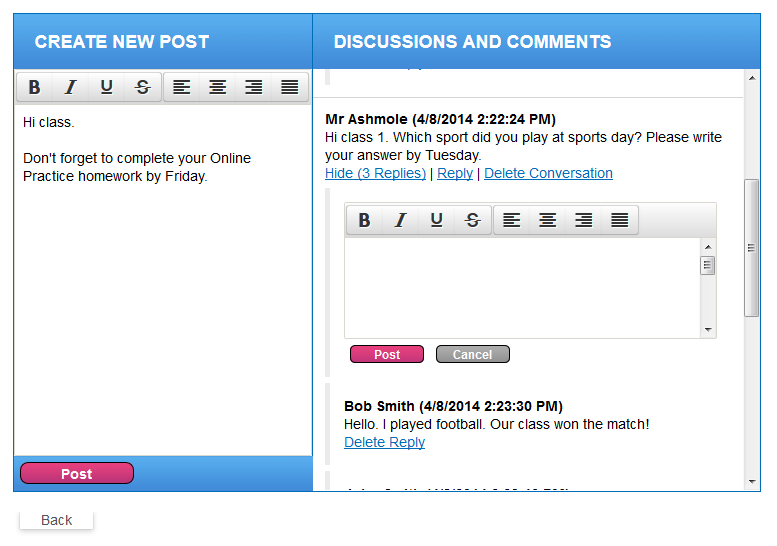 CREATE NEW POST
DISCUSSIONS AND COMMENTS
B I U S
Hi class.
Don't forget to complete your Online
Practice homework by Friday.
Post
Mr Ashmole (4/8/2014 2:22:24 PM)
Hi class 1. Which sport did you play at sports day? Please write
your answer by Tuesday.
Hide (3 Replies) | Reply | Delete Conversation
B I U S
Post Cancel
Bob Smith (4/8/2014 2:23:30 PM)
Hello. I played football. Our class won the match!
Delete Reply
Back